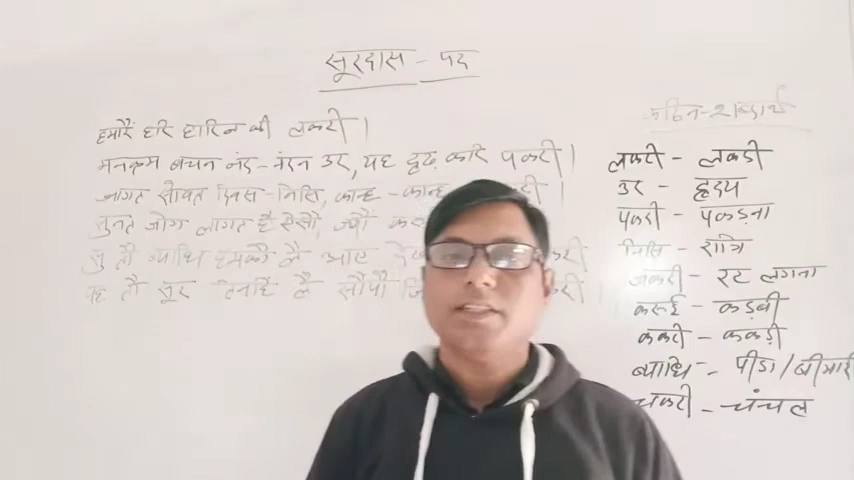 सूरदास - पद
हमारैं हरि हारिल की लकरी।
मनक्रम बचन नंद-नंदन उर, यह दृढ़ करि पकरी।
जागत सोवत दिवस-निसि, कान्ह-कान्ह
सुनत जोग लागत है ऐसौ, ज्यौं
सु तौ ब्याधि हमकौ लै आए
यह तौ सूर तिनहिं लै सौंपौ
कठिन-शब्दार्थ
लकरी - लकड़ी
उर - हृदय
पकरी - पकड़ना
निसि - रात्रि
जकरी - रट लगना
करुई - कड़वी
ककरी - ककड़ी
ब्याधि - पीडा/बीमारी
चकरी - चंचल